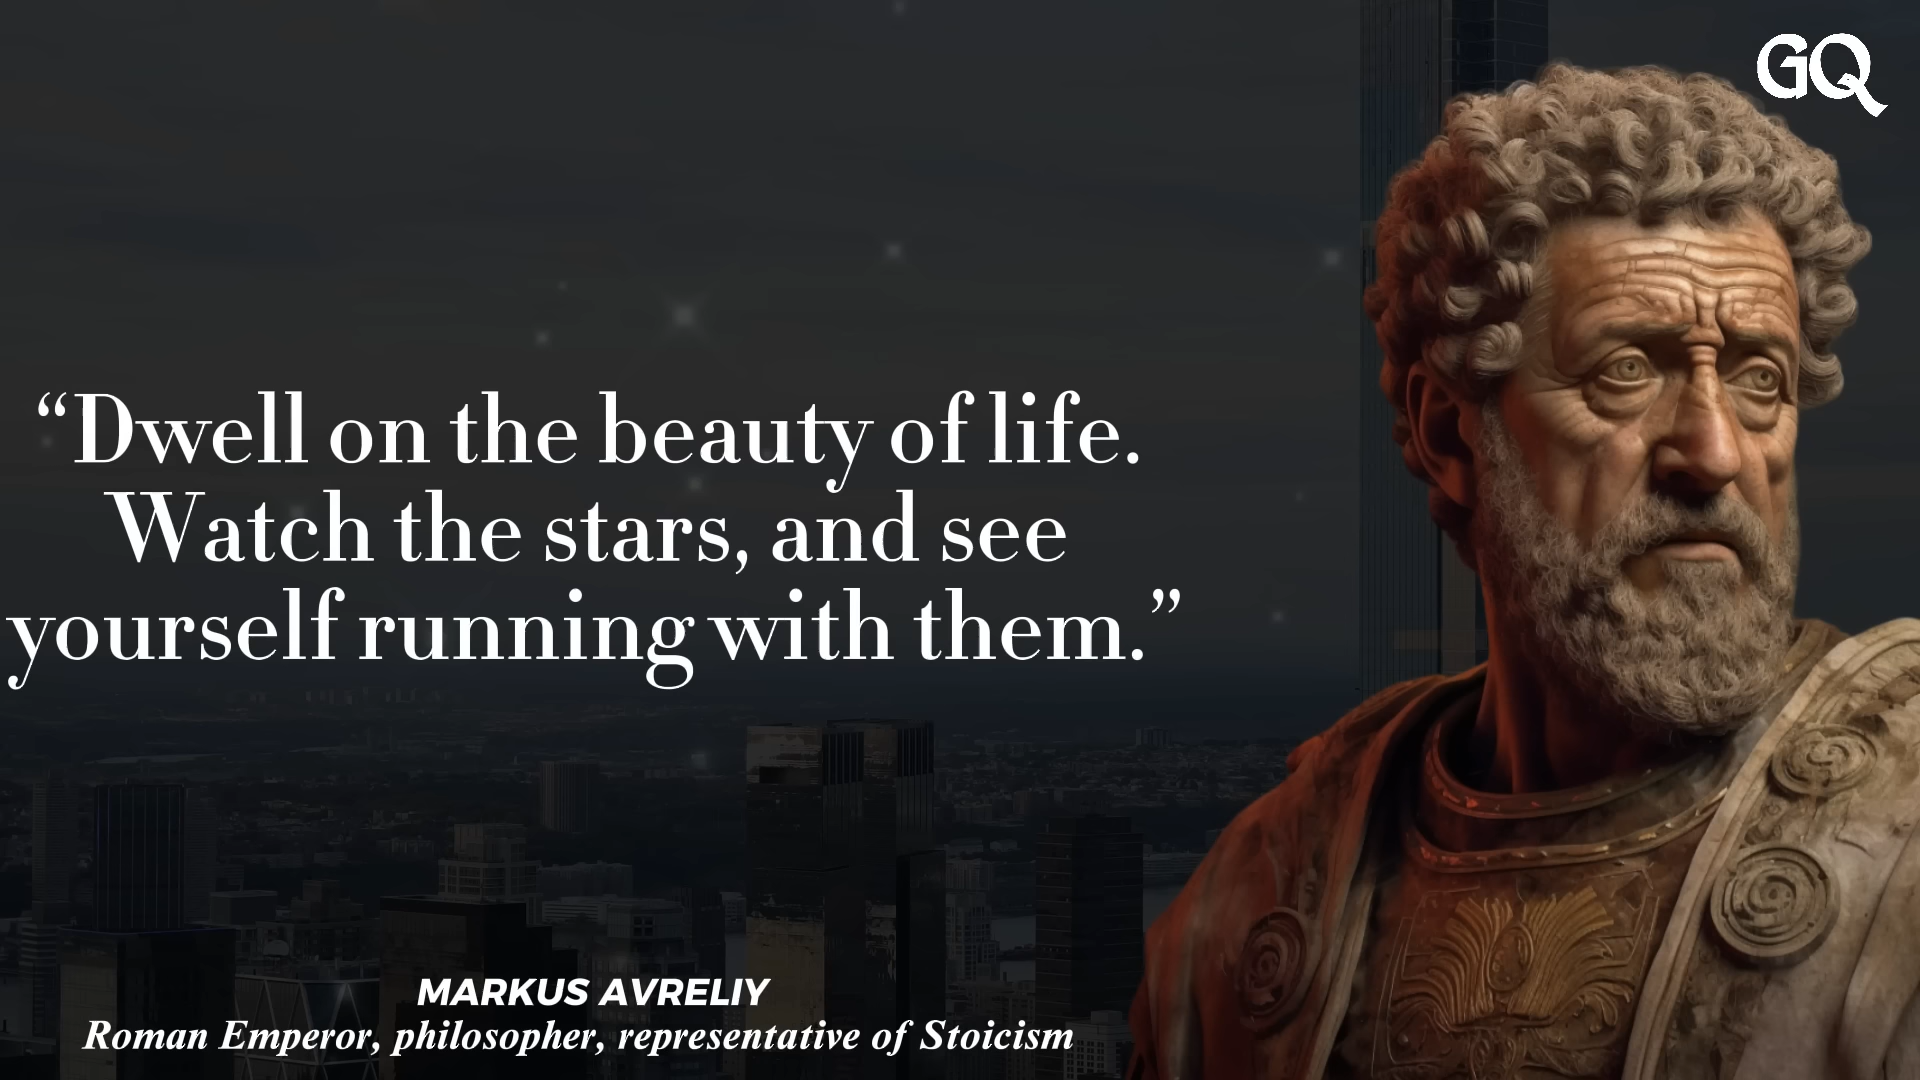 GQ
“Dwell on the beauty of life.
Watch the stars, and see
yourself running with them.”
MARKUS AVRELIY
Roman Emperor, philosopher, representative of Stoicism